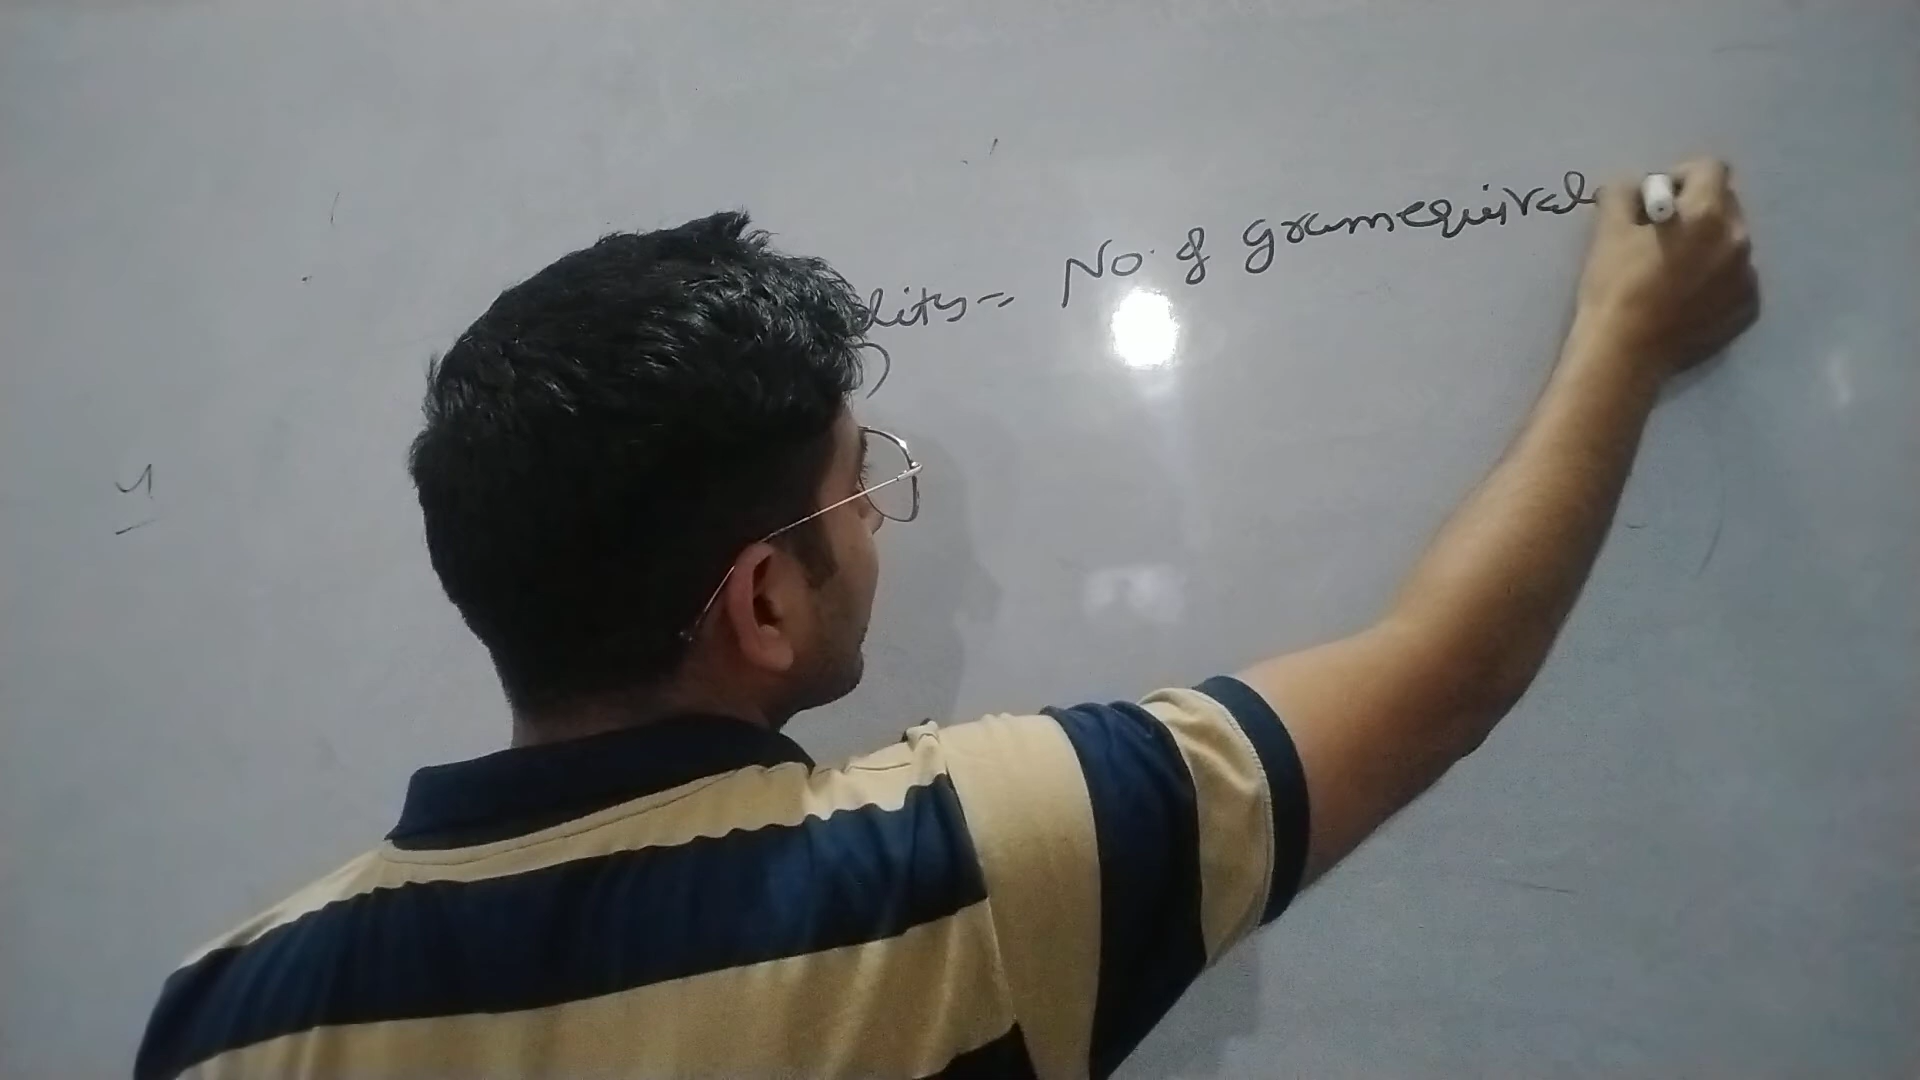 lity = No. of gramequival
)